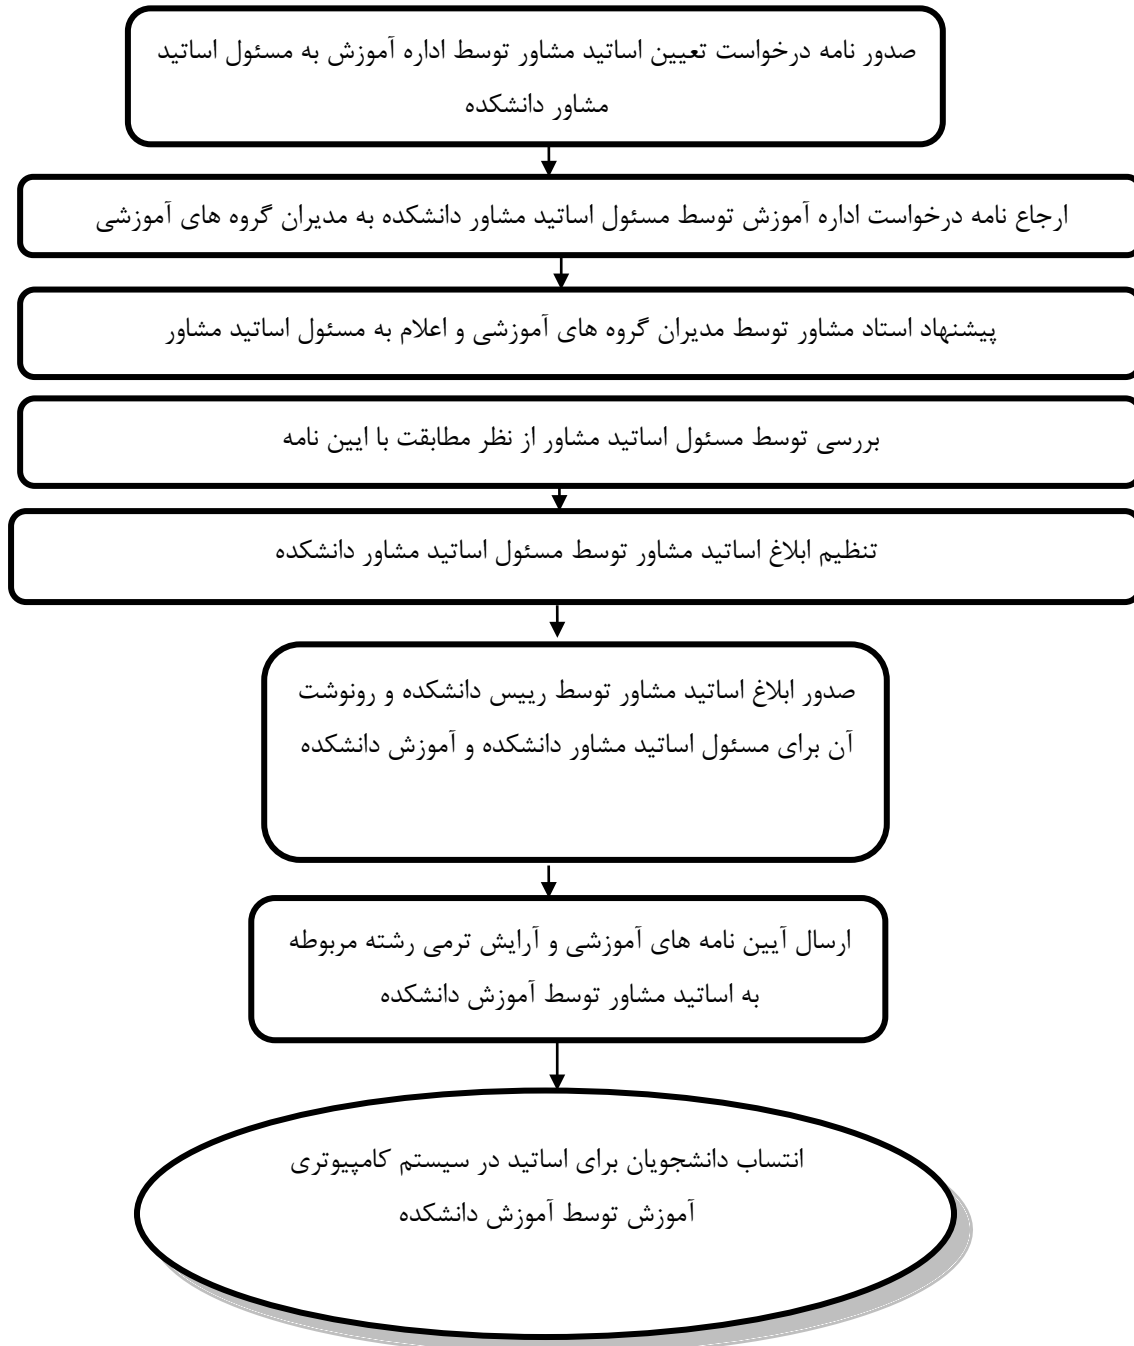 صدور نامه درخواست تعیین اساتید مشاور توسط اداره آموزش به مسئول اساتید
مشاور دانشکده
ارجاع نامه درخواست اداره آموزش توسط مسئول اساتید مشاور دانشکده به مدیران گروه های آموزشی
پیشنهاد استاد مشاور توسط مدیران گروه های آموزشی و اعلام به مسئول اساتید مشاور
بررسی توسط مسئول اساتید مشاور از نظر مطابقت با ایین نامه
تنظیم ابلاغ اساتید مشاور توسط مسئول اساتید مشاور دانشکده
صدور ابلاغ اساتید مشاور توسط رییس دانشکده و رونوشت
آن برای مسئول اساتید مشاور دانشکده و آموزش دانشکده
ارسال آیین نامه های آموزشی و آرایش ترمی رشته مربوطه
به اساتید مشاور توسط آموزش دانشکده
انتساب دانشجویان برای اساتید در سیستم کامپیوتری
آموزش توسط آموزش دانشکده